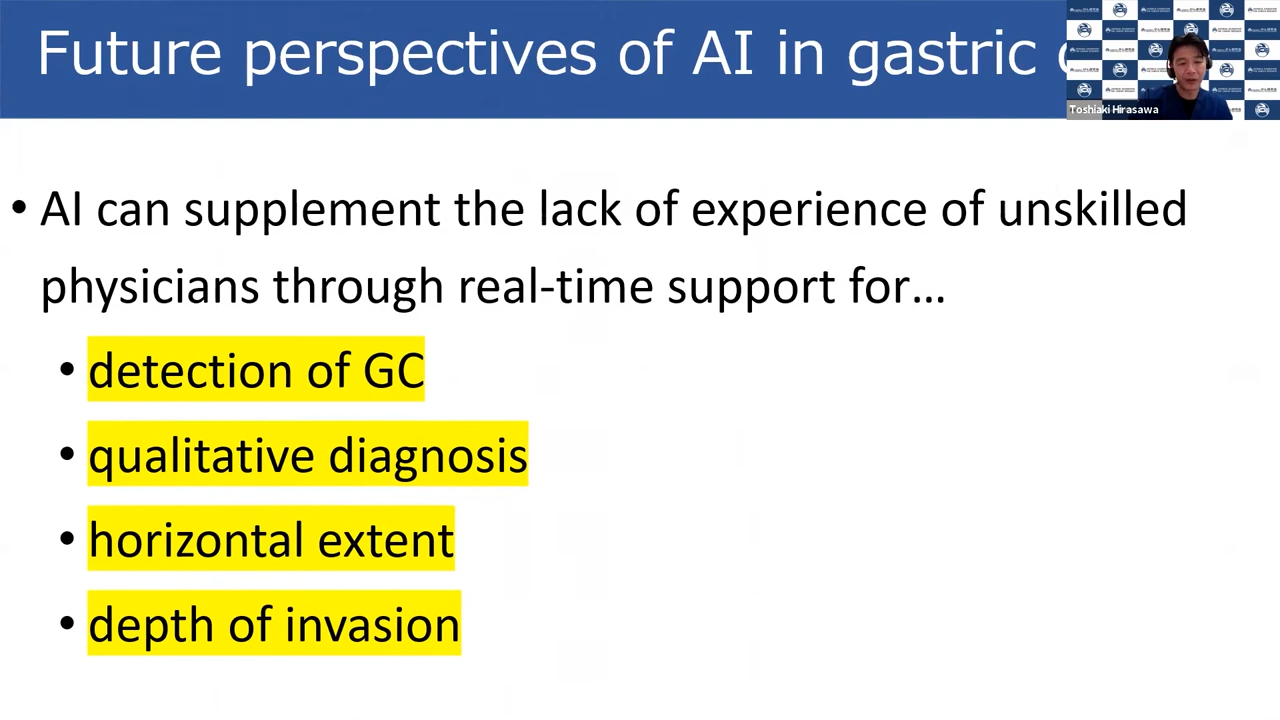 Future perspectives of AI in gastric
Toshiaki Hirasawa
• AI can supplement the lack of experience of unskilled
physicians through real-time support for…
• detection of GC
• qualitative diagnosis
• horizontal extent
• depth of invasion